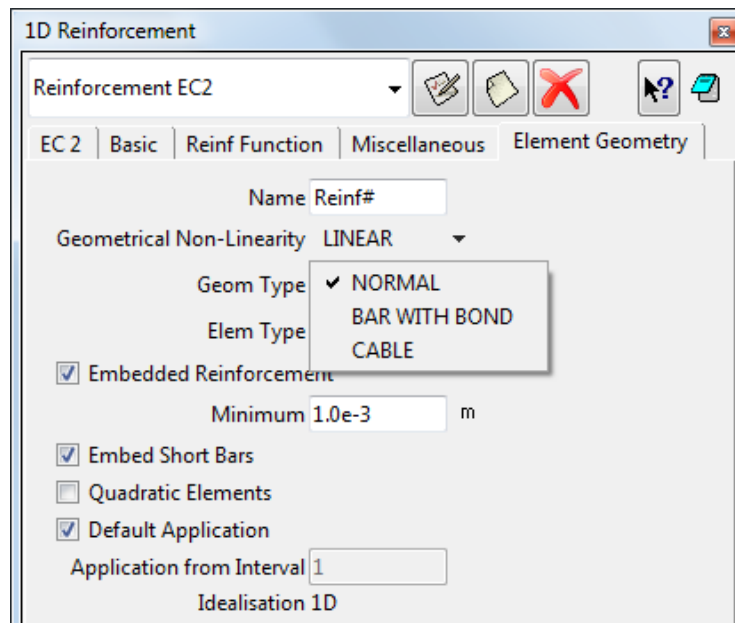 1D Reinforcement
Reinforcement EC2
EC 2 Basic Reinf Function Miscellaneous Element Geometry
Name Reinf#
Geometrical Non-Linearity LINEAR
Geom Type NORMAL
BAR WITH BOND
Elem Type
CABLE
Embedded Reinforcement
Minimum 1.0e-3 m
Embed Short Bars
Quadratic Elements
Default Application
Application from Interval 1
Idealisation 1D